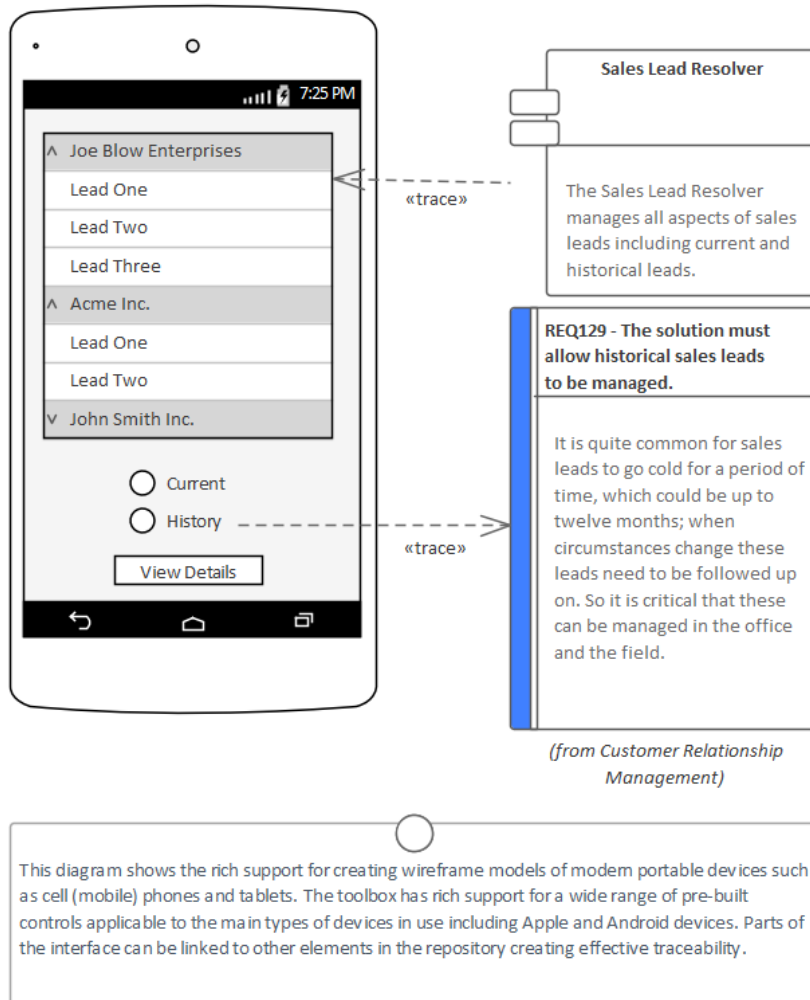 7:25 PM
^ Joe Blow Enterprises
Lead One
Lead Two
Lead Three
^ Acme Inc.
Lead One
Lead Two
v John Smith Inc.
Current
History
View Details
«trace»
«trace»
Sales Lead Resolver
The Sales Lead Resolver
manages all aspects of sales
leads including current and
historical leads.
REQ129 - The solution must
allow historical sales leads
to be managed.
It is quite common for sales
leads to go cold for a period of
time, which could be up to
twelve months; when
circumstances change these
leads need to be followed up
on. So it is critical that these
can be managed in the office
and the field.
(from Customer Relationship
Management)
This diagram shows the rich support for creating wireframe models of modern portable devices such
as cell (mobile) phones and tablets. The toolbox has rich support for a wide range of pre-built
controls applicable to the main types of devices in use including Apple and Android devices. Parts of
the interface can be linked to other elements in the repository creating effective traceability.